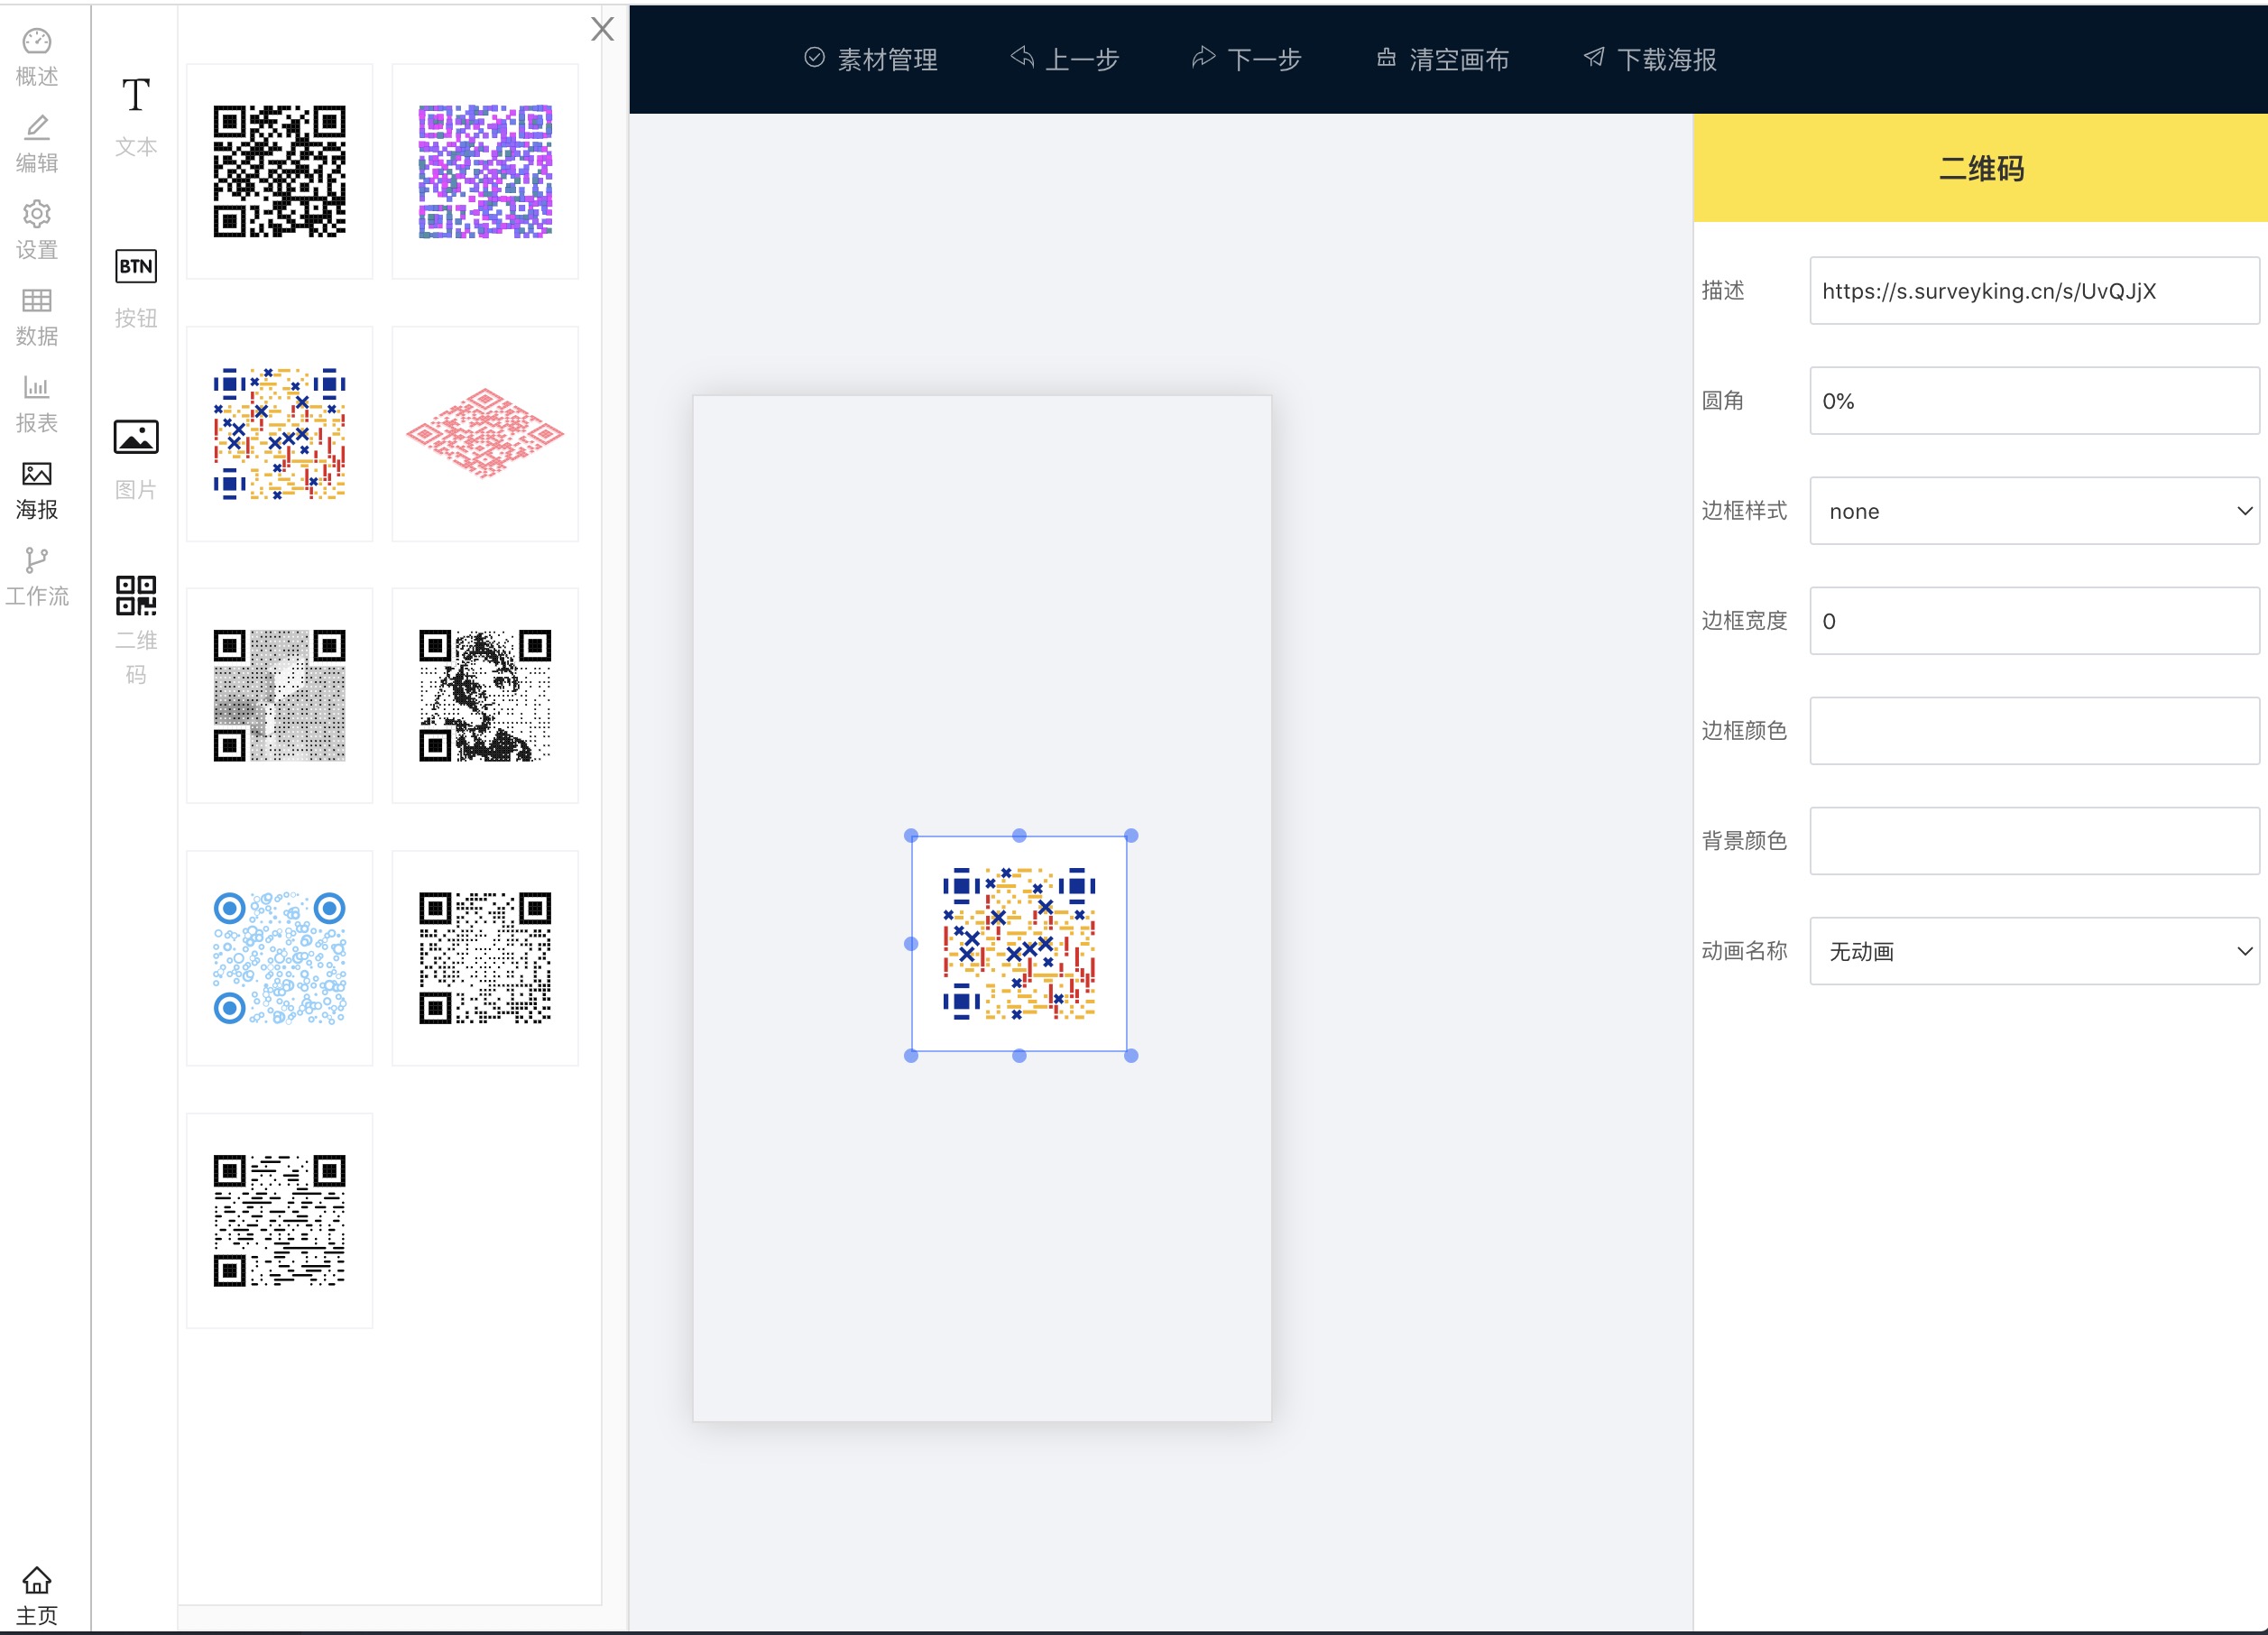 概述
编辑
设置
数据
报表
海报
工作流
主页
T
文本
BTN
按钮
图片
二维
码
X
素材管理
上一步
下一步
清空画布
下载海报
二维码
描述 https://s.surveyking.cn/s/UvQJjX
圆角 0%
边框样式 none
边框宽度 0
边框颜色
背景颜色
动画名称 无动画